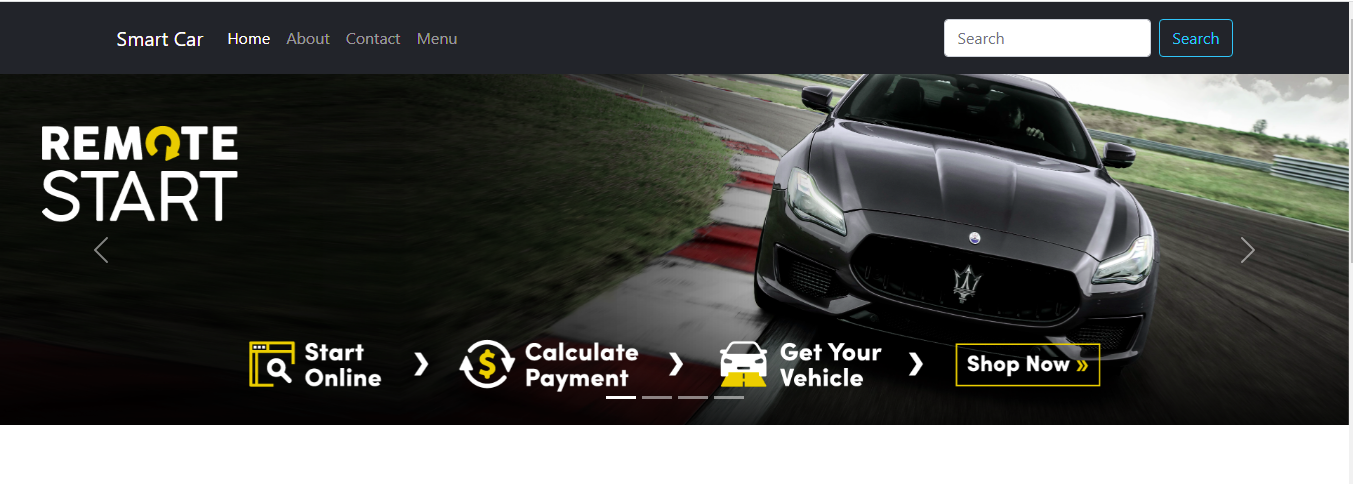 Smart Car Home About Contact Menu Search Search
REMOTE
START
Start
Online
Calculate
Payment
Get Your
Vehicle
Shop Now »